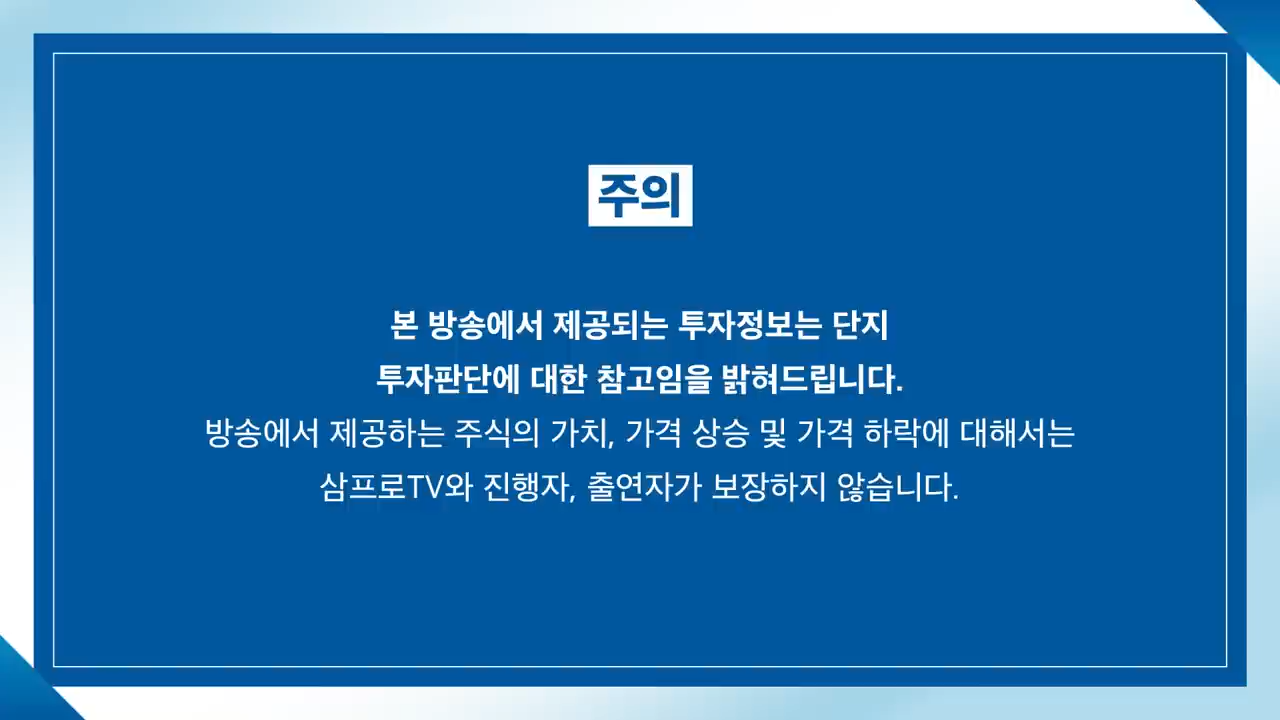 주의
본 방송에서 제공되는 투자정보는 단지
투자판단에 대한 참고임을 밝혀드립니다.
방송에서 제공하는 주식의 가치, 가격 상승 및 가격 하락에 대해서는
삼프로TV와 진행자, 출연자가 보장하지 않습니다.